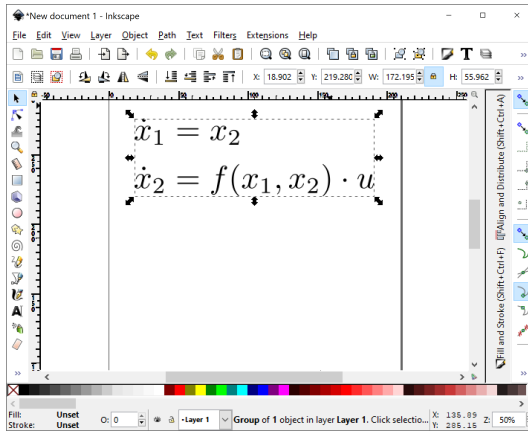 *New document 1 - Inkscape
File Edit View Layer Object Path Text Filters Extensions Help
X: 18.902 Y: 219.280 W: 172.195 H: 55.962
ẋ₁ = x₂
ẋ₂ = f(x₁, x₂) · u
Align and Distribute (Shift+Ctrl+A)
Fill and Stroke (Shift+Ctrl+F)
Fill: Unset
Stroke: Unset
O: 0
•Layer 1
Group of 1 object in layer Layer 1. Click selectio...
X: 135.09
Y: 285.15
Z: 50%